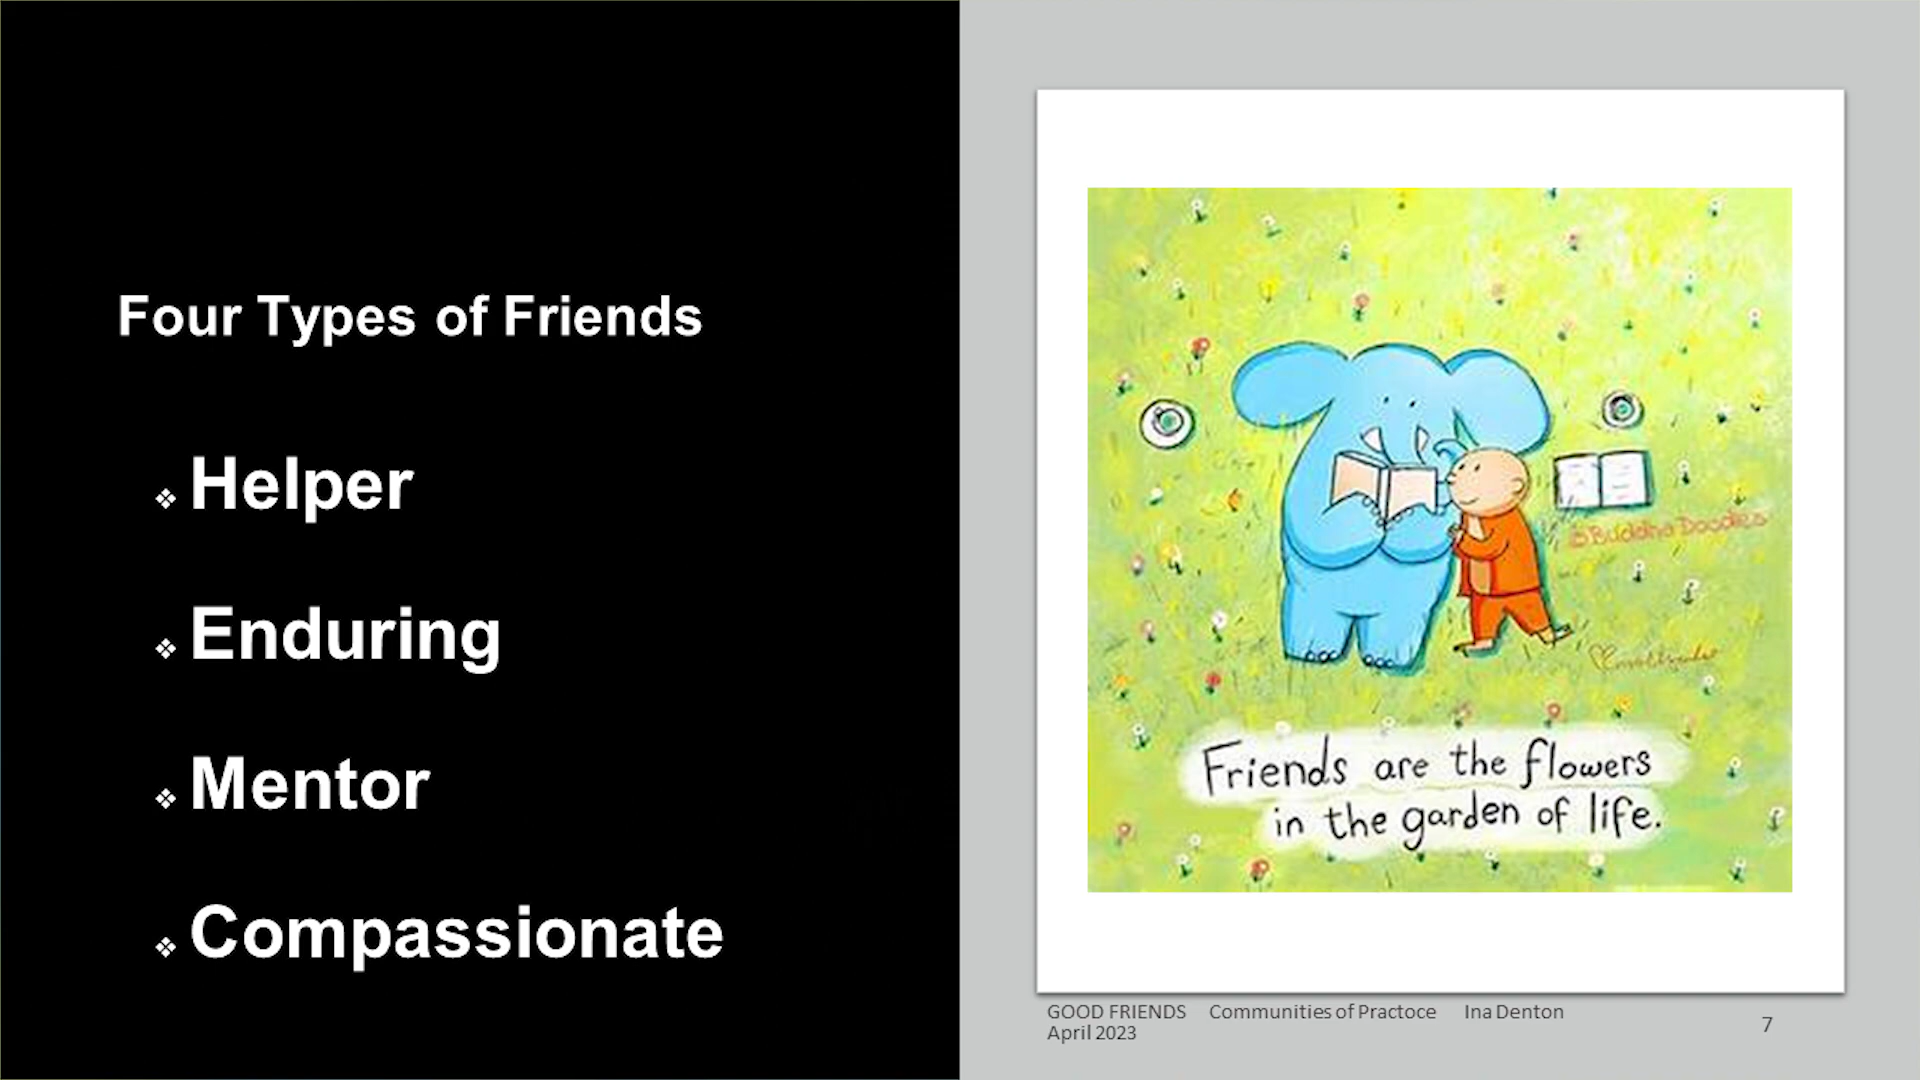 Four Types of Friends
❖ Helper
❖ Enduring
❖ Mentor
❖ Compassionate
©Buddha Doodles
Friends are the flowers
in the garden of life.
GOOD FRIENDS Communities of Practoce Ina Denton
April 2023
7